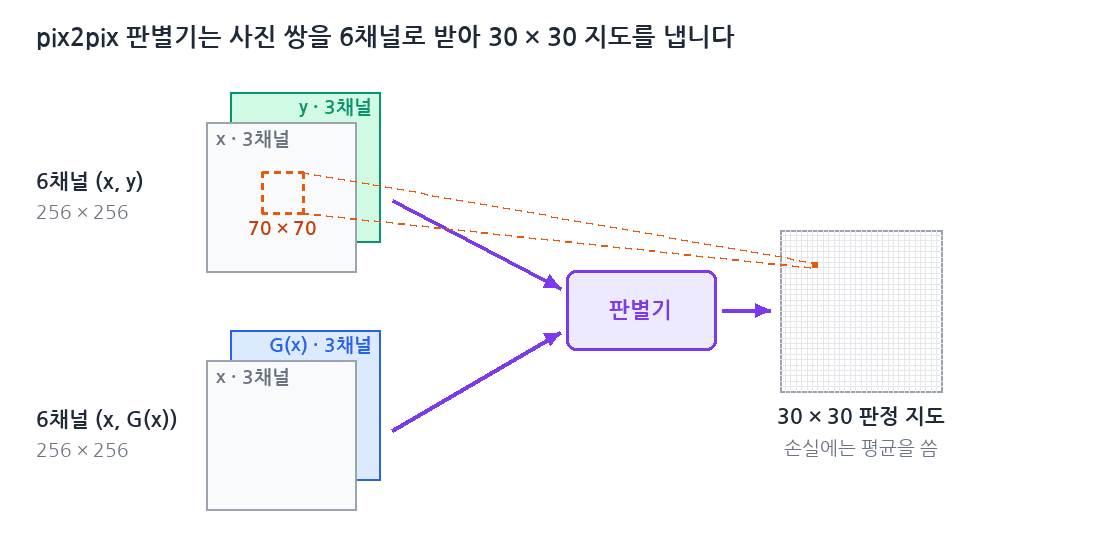 pix2pix 판별기는 사진 쌍을 6채널로 받아 30 × 30 지도를 냅니다
y · 3채널
x · 3채널
6채널 (x, y)
256 × 256
70 × 70
판별기
30 × 30 판정 지도
손실에는 평균을 씀
G(x) · 3채널
x · 3채널
6채널 (x, G(x))
256 × 256